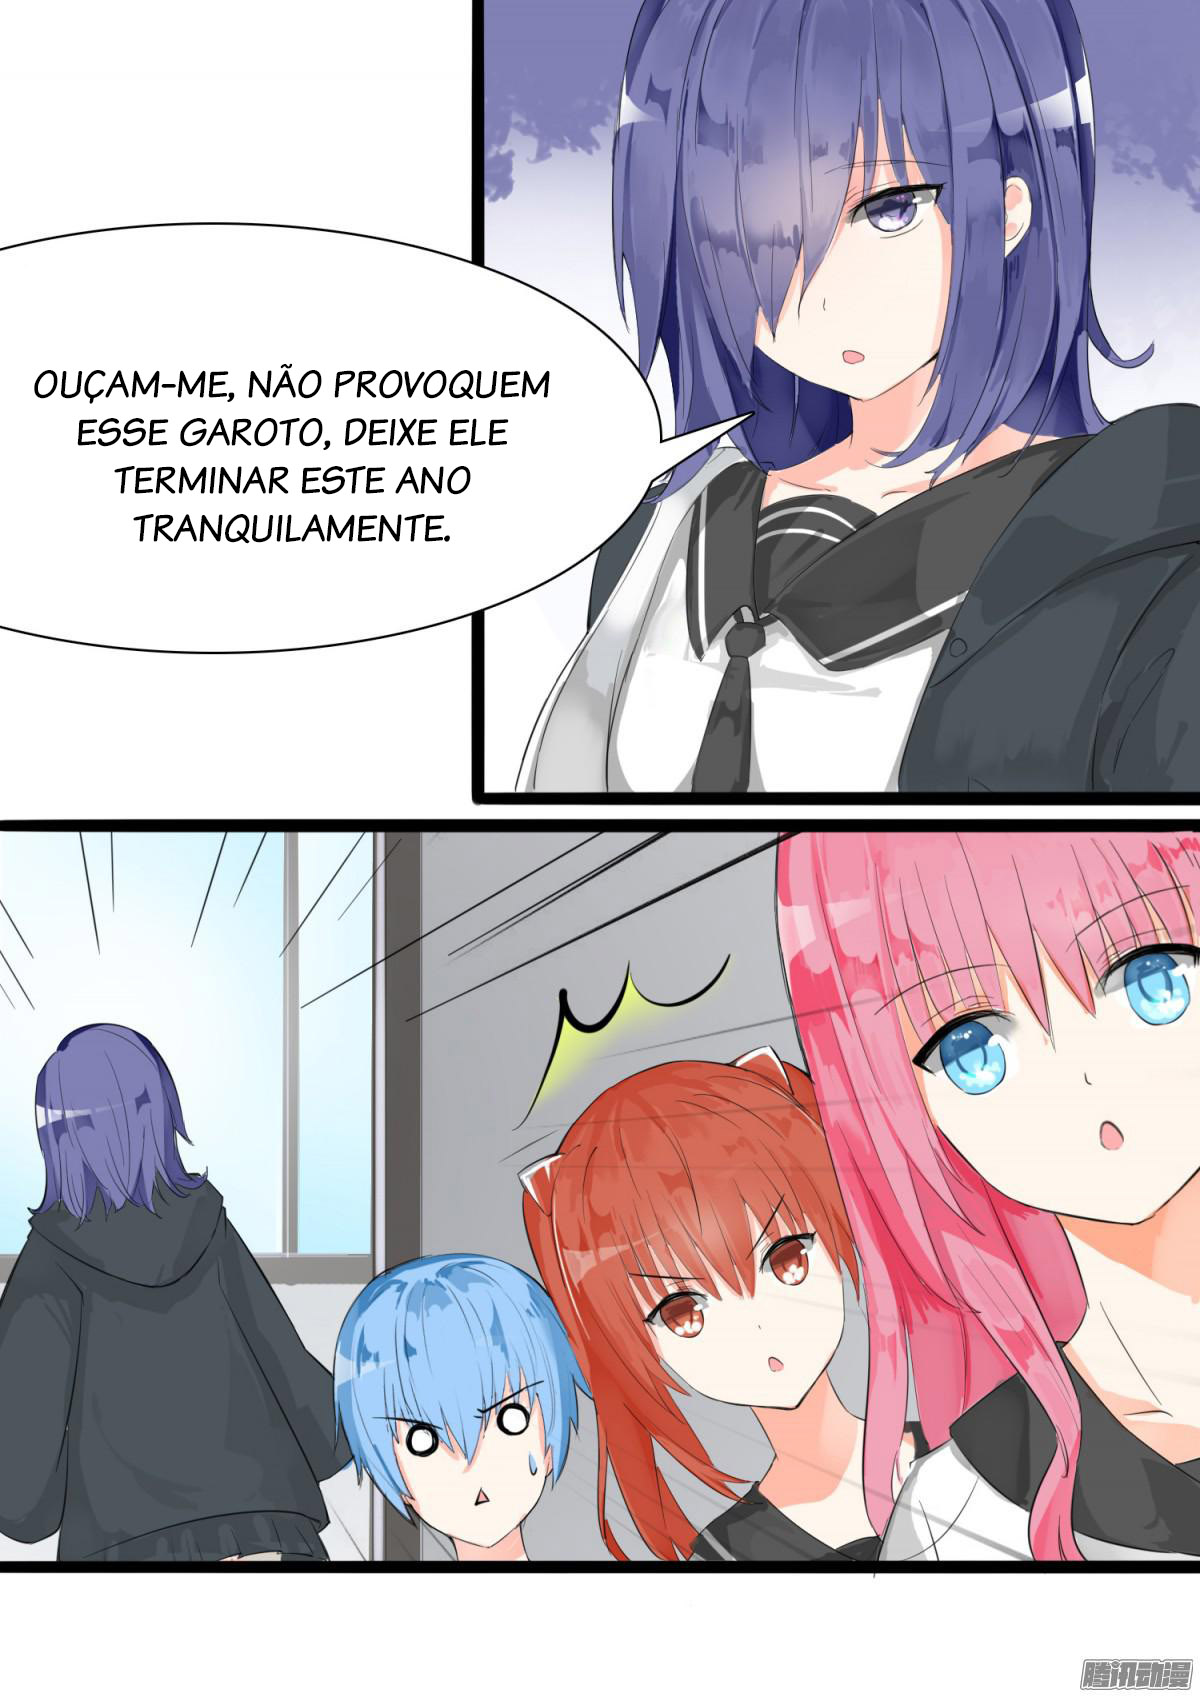 OUÇAM-ME, NÃO PROVOQUEM
ESSE GAROTO, DEIXE ELE
TERMINAR ESTE ANO
TRANQUILAMENTE.
腾讯动漫